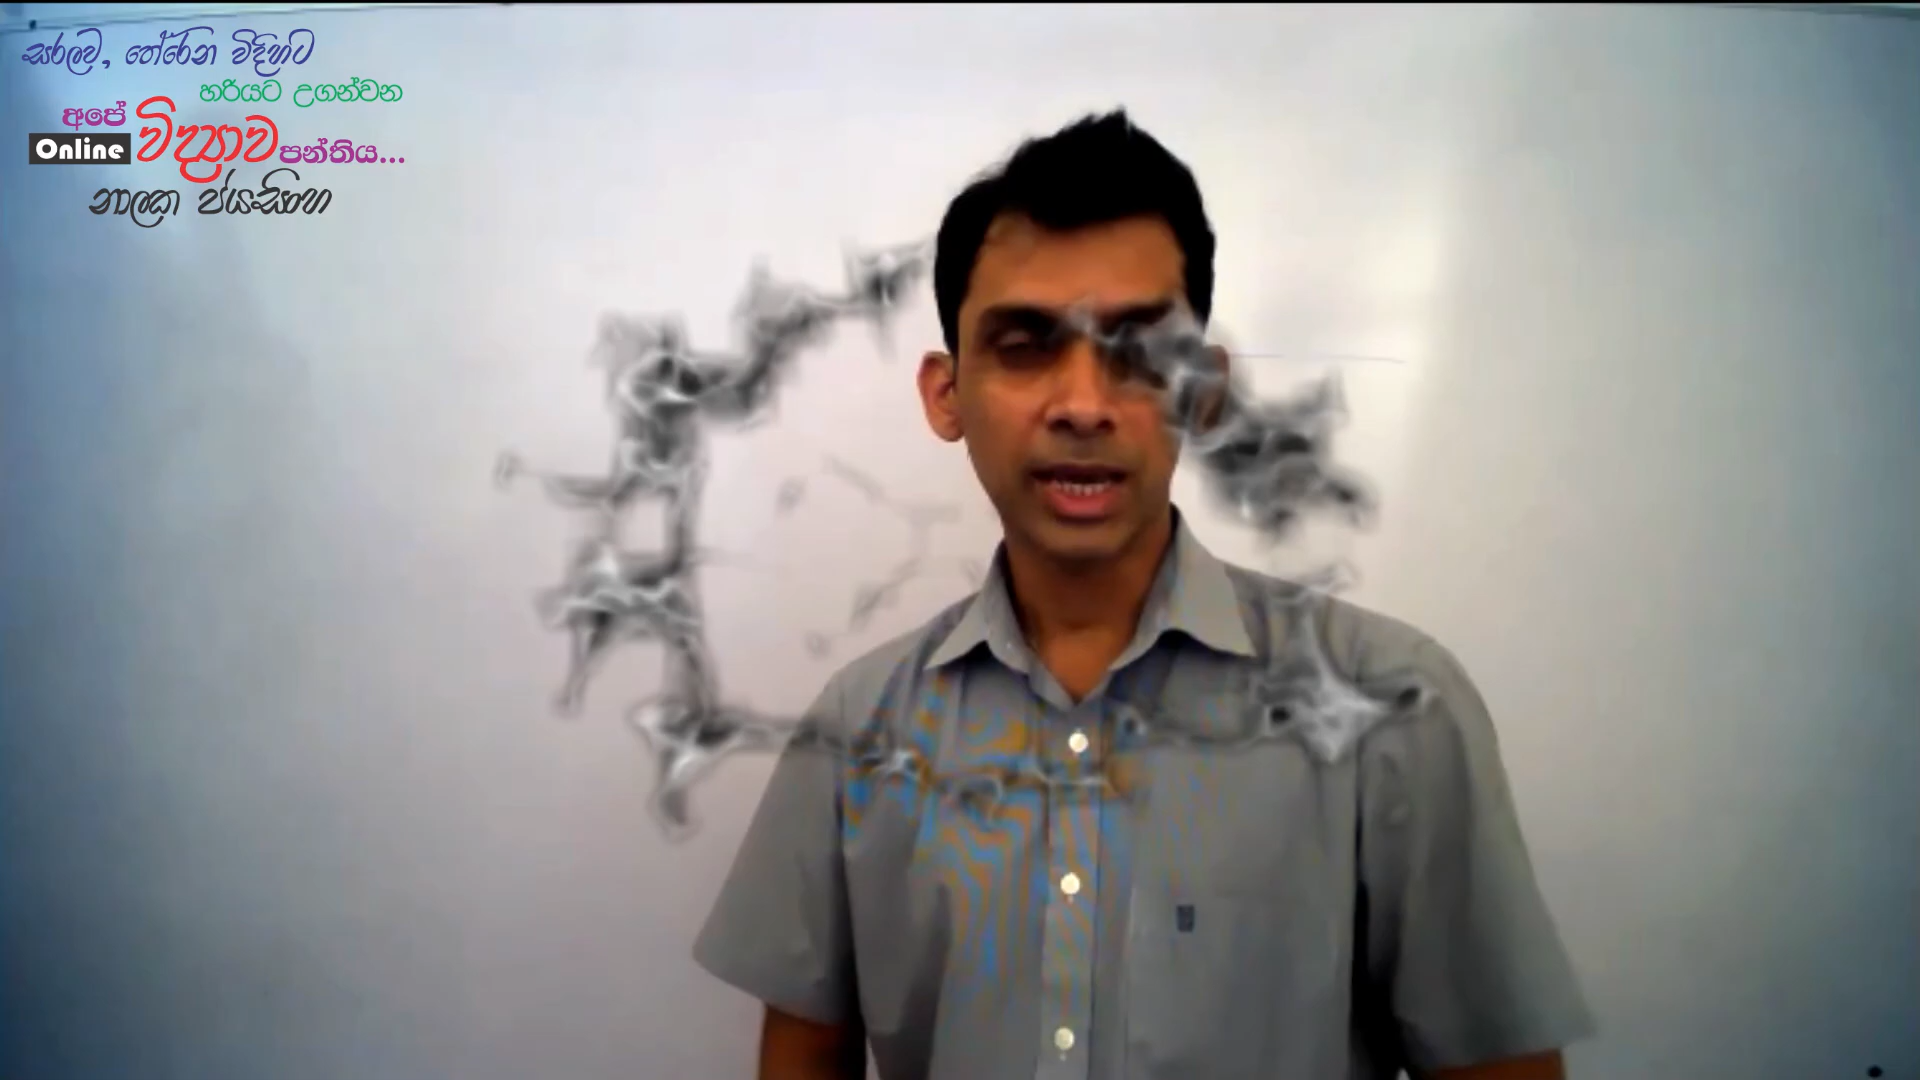 සරලව, තේරෙන විදිහට
හරියට උගන්වන
අපේ
Online විද්‍යාව පන්තිය...
නාලක ජයසිංහ